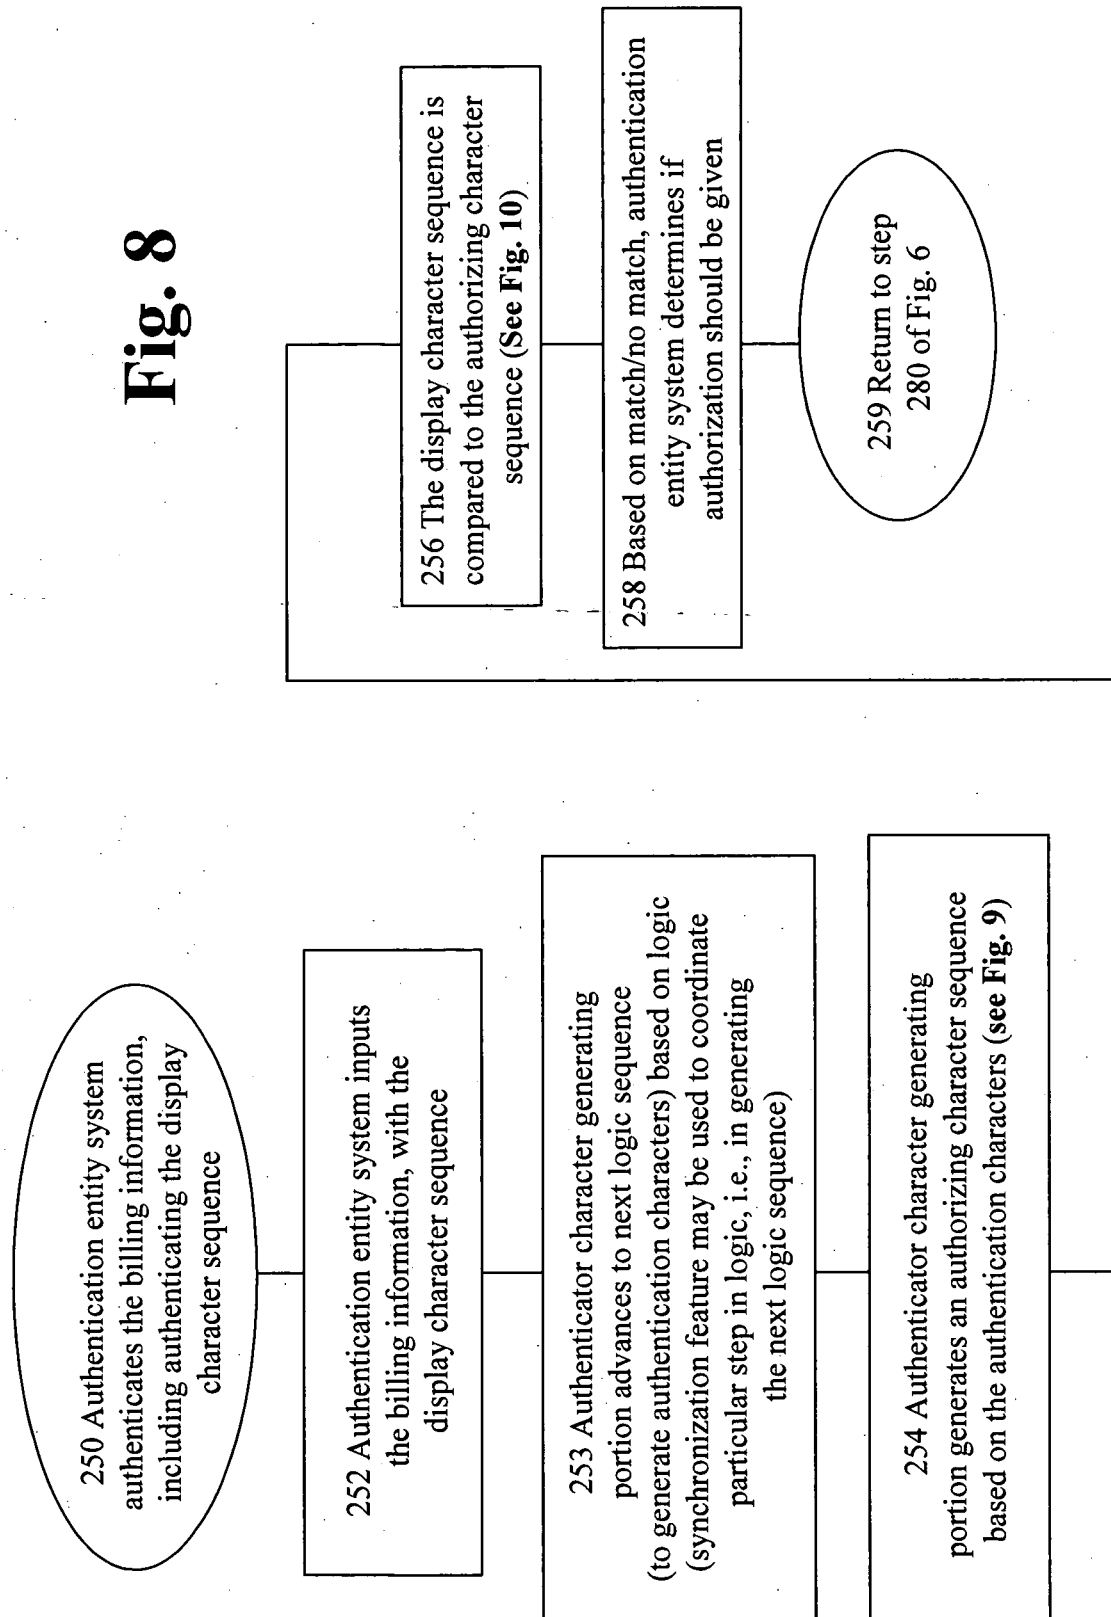 Fig. 8
250 Authentication entity system
authenticates the billing information,
including authenticating the display
character sequence
252 Authentication entity system inputs
the billing information, with the
display character sequence
253 Authenticator character generating
portion advances to next logic sequence
(to generate authentication characters) based on logic
(synchronization feature may be used to coordinate
particular step in logic, i.e., in generating
the next logic sequence)
254 Authenticator character generating
portion generates an authorizing character sequence
based on the authentication characters (see Fig. 9)
256 The display character sequence is
compared to the authorizing character
sequence (See Fig. 10)
258 Based on match/no match, authentication
entity system determines if
authorization should be given
259 Return to step
280 of Fig. 6